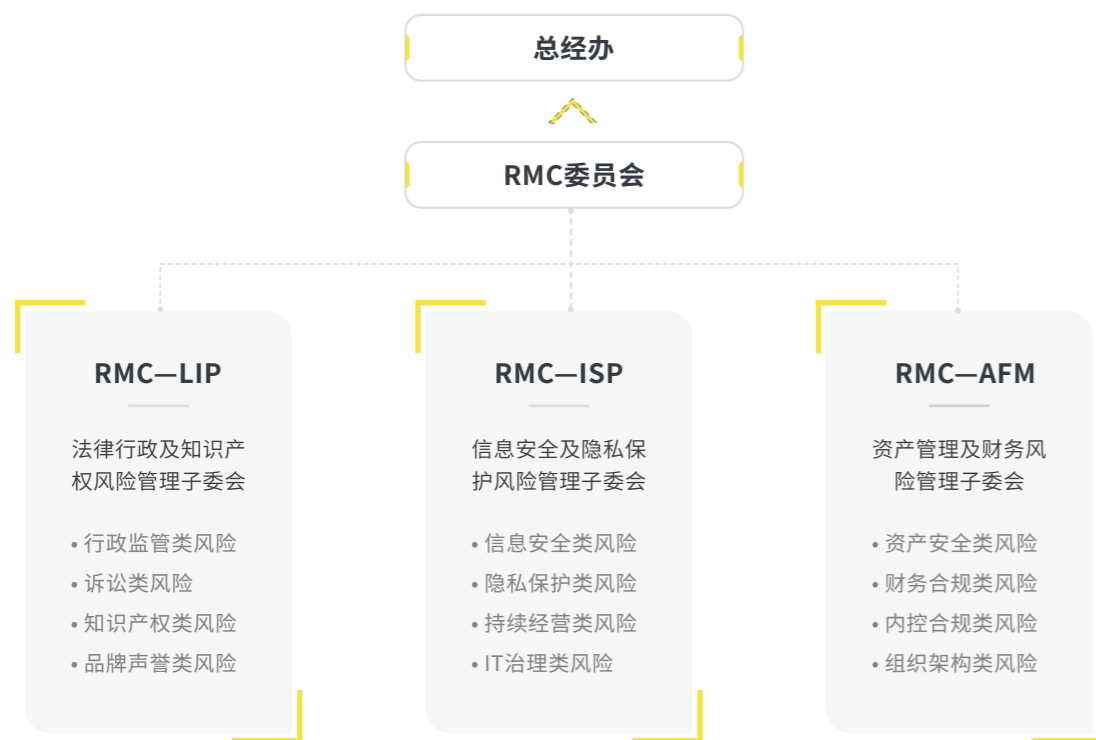 总经办
RMC委员会
RMC—LIP
法律行政及知识产
权风险管理子委会
• 行政监管类风险
• 诉讼类风险
• 知识产权类风险
• 品牌声誉类风险
RMC—ISP
信息安全及隐私保
护风险管理子委会
• 信息安全类风险
• 隐私保护类风险
• 持续经营类风险
• IT治理类风险
RMC—AFM
资产管理及财务风
险管理子委会
• 资产安全类风险
• 财务合规类风险
• 内控合规类风险
• 组织架构类风险